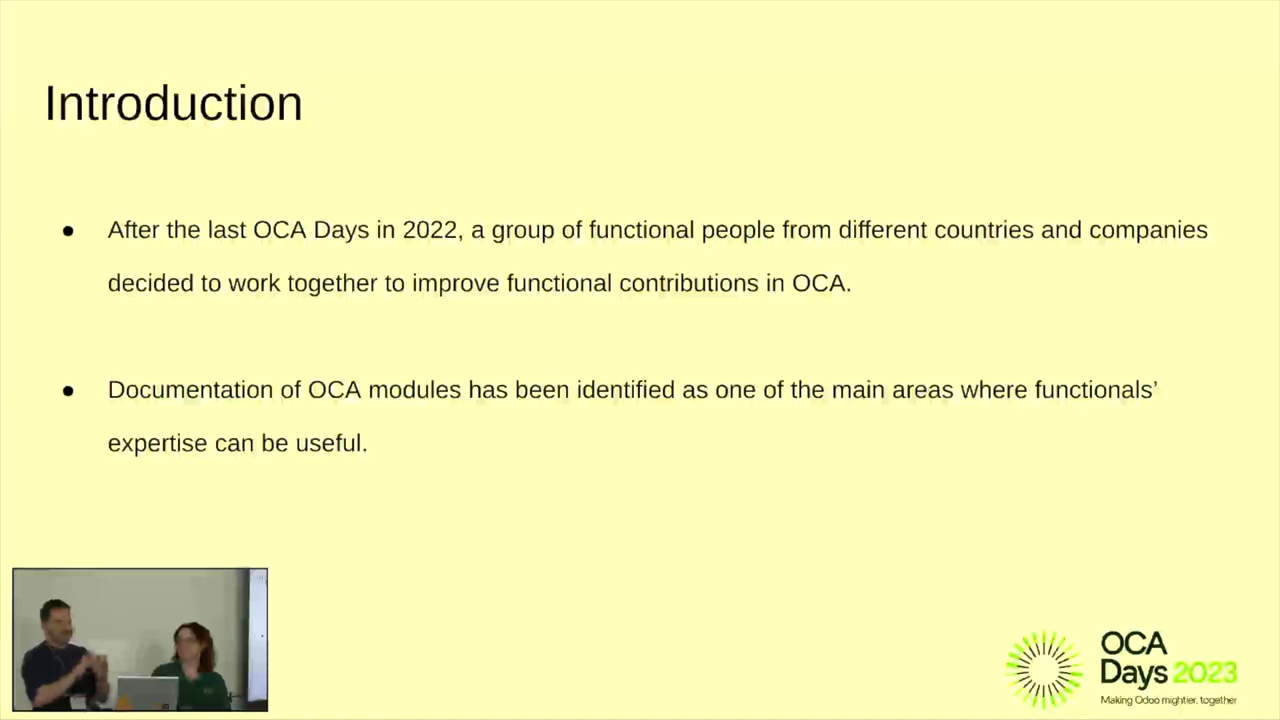 Introduction
● After the last OCA Days in 2022, a group of functional people from different countries and companies
decided to work together to improve functional contributions in OCA.
● Documentation of OCA modules has been identified as one of the main areas where functionals’
expertise can be useful.
OCA
Days 2023
Making Odoo mightier, together